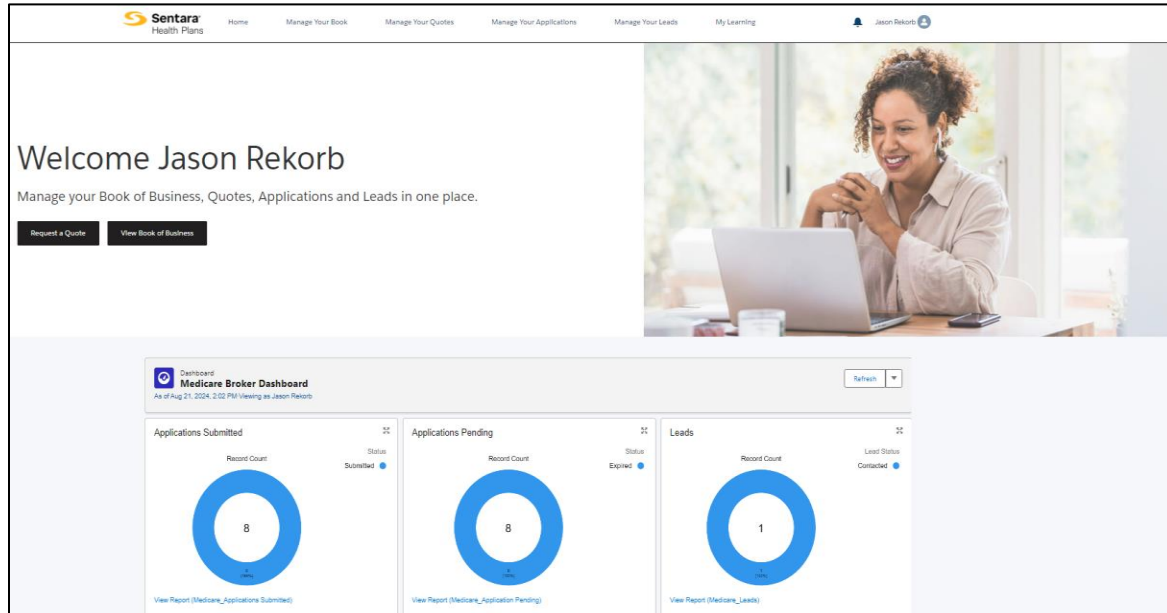 Sentara
Health Plans
Home Manage Your Book Manage Your Quotes Manage Your Applications Manage Your Leads My Learning Jason Rekorb
Welcome Jason Rekorb
Manage your Book of Business, Quotes, Applications and Leads in one place.
Request a Quote View Book of Business
Dashboard
Medicare Broker Dashboard
As of Aug 21, 2024, 2:02 PM Viewing as Jason Rekorb
Refresh
Applications Submitted
Status
Record Count
Submitted
8
View Report (Medicare_Applications Submitted)
Applications Pending
Status
Record Count
Expired
8
View Report (Medicare_Application Pending)
Leads
Lead Status
Record Count
Contacted
1
View Report (Medicare_Leads)